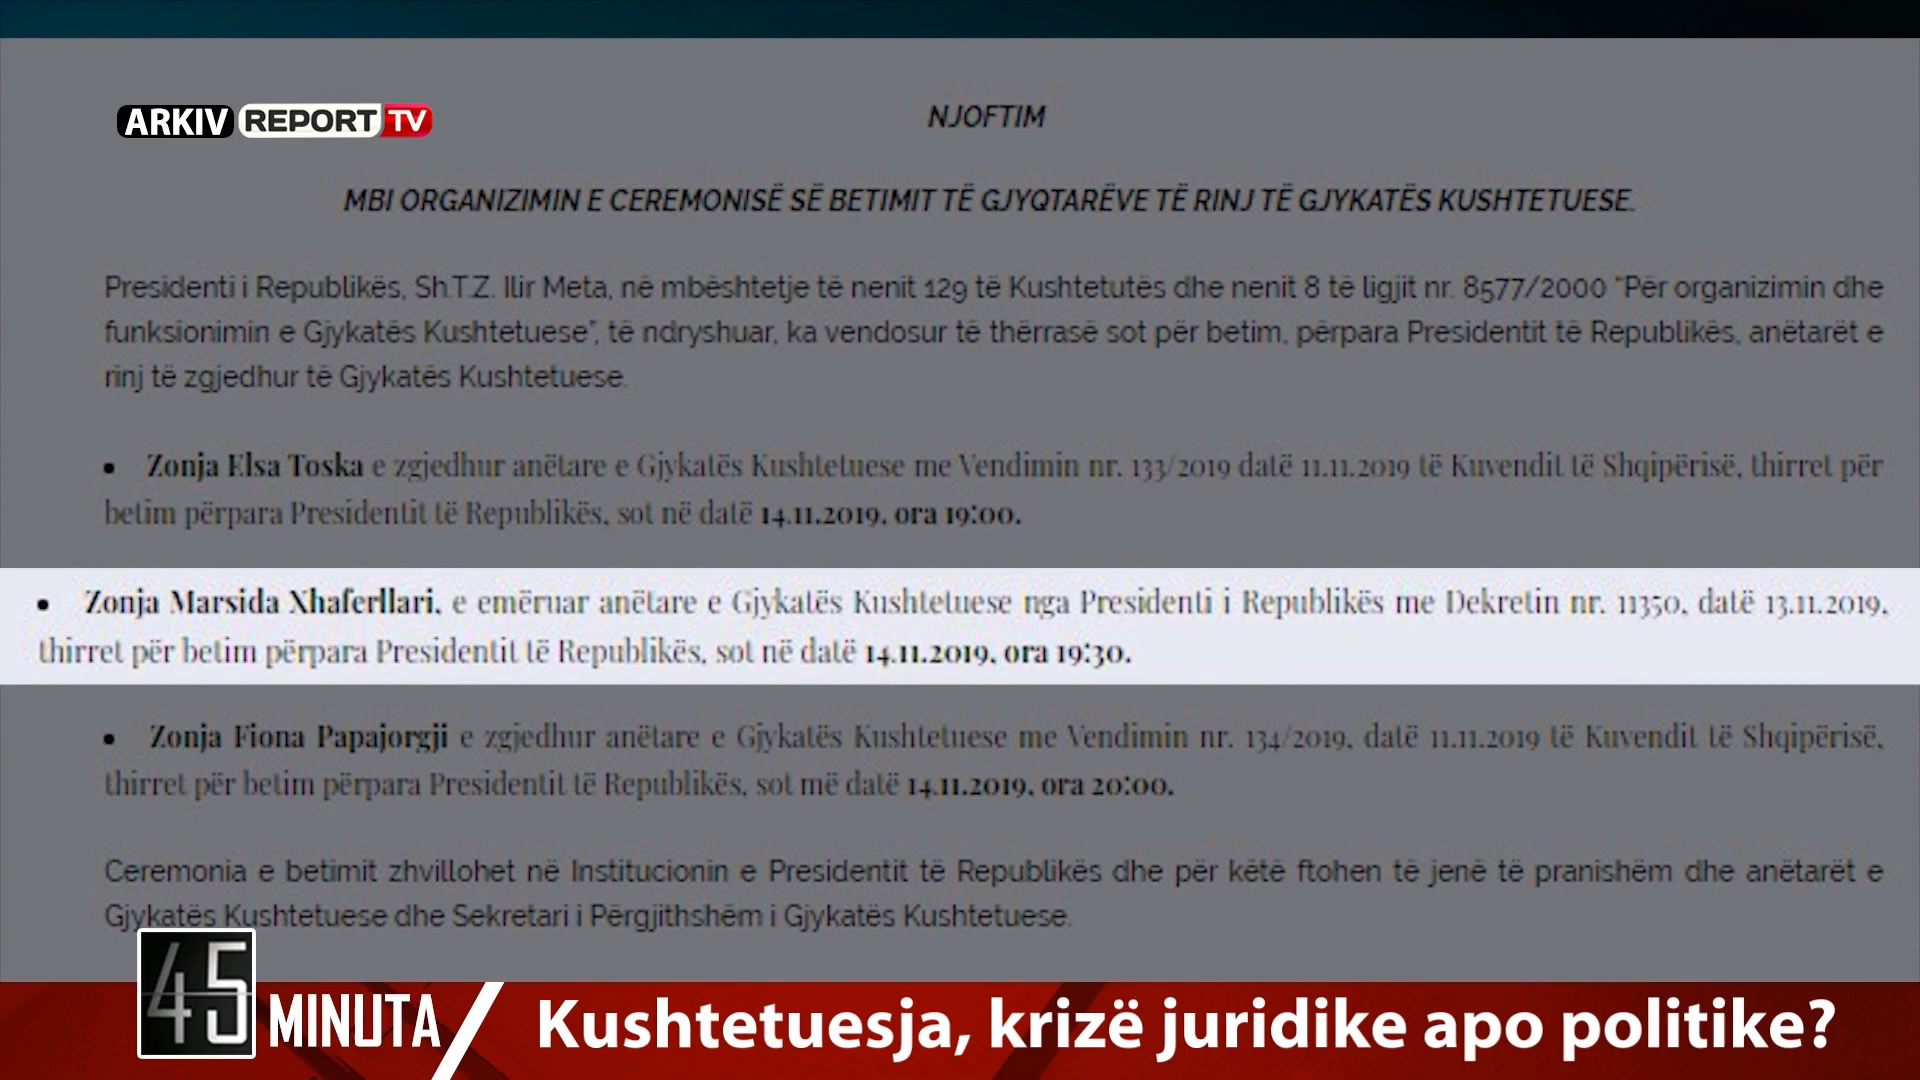 ARKIV REPORT TV
NJOFTIM
MBI ORGANIZIMIN E CEREMONISË SË BETIMIT TË GJYQTARËVE TË RINJ TË GJYKATËS KUSHTETUESE.
Presidenti i Republikës, Sh.T.Z. Ilir Meta, në mbështetje të nenit 129 të Kushtetutës dhe nenit 8 të ligjit nr. 8577/2000 “Për organizimin dhe
funksionimin e Gjykatës Kushtetuese”, të ndryshuar, ka vendosur të thërrasë sot për betim, përpara Presidentit të Republikës, anëtarët e
rinj të zgjedhur të Gjykatës Kushtetuese.
• Zonja Elsa Toska e zgjedhur anëtare e Gjykatës Kushtetuese me Vendimin nr. 133/2019 datë 11.11.2019 të Kuvendit të Shqipërisë, thirret për
betim përpara Presidentit të Republikës, sot në datë 14.11.2019, ora 19:00.
• Zonja Marsida Xhaferllari, e emëruar anëtare e Gjykatës Kushtetuese nga Presidenti i Republikës me Dekretin nr. 11350, datë 13.11.2019,
thirret për betim përpara Presidentit të Republikës, sot në datë 14.11.2019, ora 19:30.
• Zonja Fiona Papajorgji e zgjedhur anëtare e Gjykatës Kushtetuese me Vendimin nr. 134/2019, datë 11.11.2019 të Kuvendit të Shqipërisë,
thirret për betim përpara Presidentit të Republikës, sot më datë 14.11.2019, ora 20:00.
Ceremonia e betimit zhvillohet në Institucionin e Presidentit të Republikës dhe për këtë ftohen të jenë të pranishëm dhe anëtarët e
Gjykatës Kushtetuese dhe Sekretari i Përgjithshëm i Gjykatës Kushtetuese.
45 MINUTA
Kushtetuesja, krizë juridike apo politike?